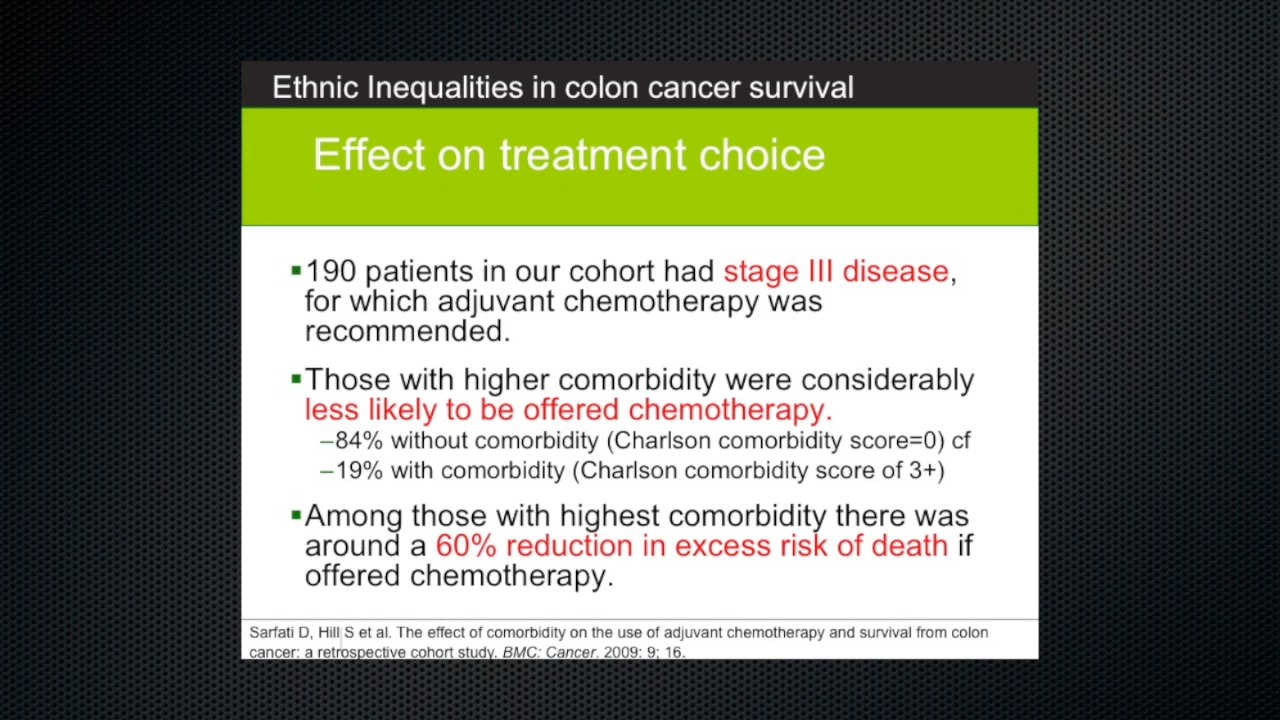 Ethnic Inequalities in colon cancer survival
Effect on treatment choice
▪190 patients in our cohort had stage III disease,
for which adjuvant chemotherapy was
recommended.
▪Those with higher comorbidity were considerably
less likely to be offered chemotherapy.
–84% without comorbidity (Charlson comorbidity score=0) cf
–19% with comorbidity (Charlson comorbidity score of 3+)
▪Among those with highest comorbidity there was
around a 60% reduction in excess risk of death if
offered chemotherapy.
Sarfati D, Hill S et al. The effect of comorbidity on the use of adjuvant chemotherapy and survival from colon
cancer: a retrospective cohort study. BMC: Cancer. 2009: 9; 16.